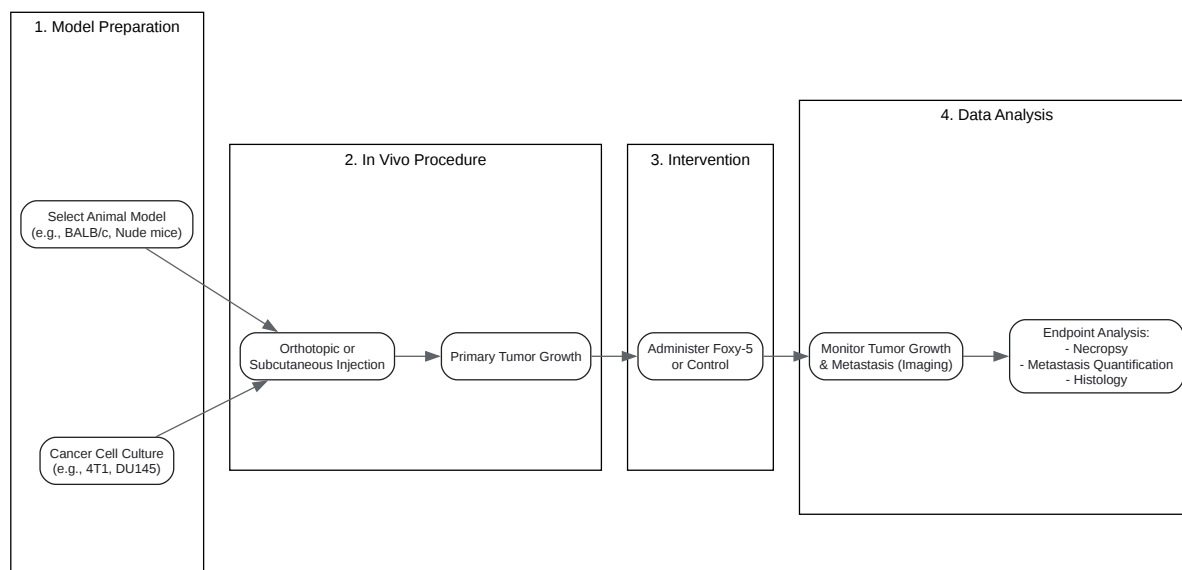 1. Model Preparation
Select Animal Model
(e.g., BALB/c, Nude mice)
Cancer Cell Culture
(e.g., 4T1, DU145)
2. In Vivo Procedure
Orthotopic or
Subcutaneous Injection
Primary Tumor Growth
3. Intervention
Administer Foxy-5
or Control
4. Data Analysis
Monitor Tumor Growth
& Metastasis (Imaging)
Endpoint Analysis:
- Necropsy
- Metastasis Quantification
- Histology